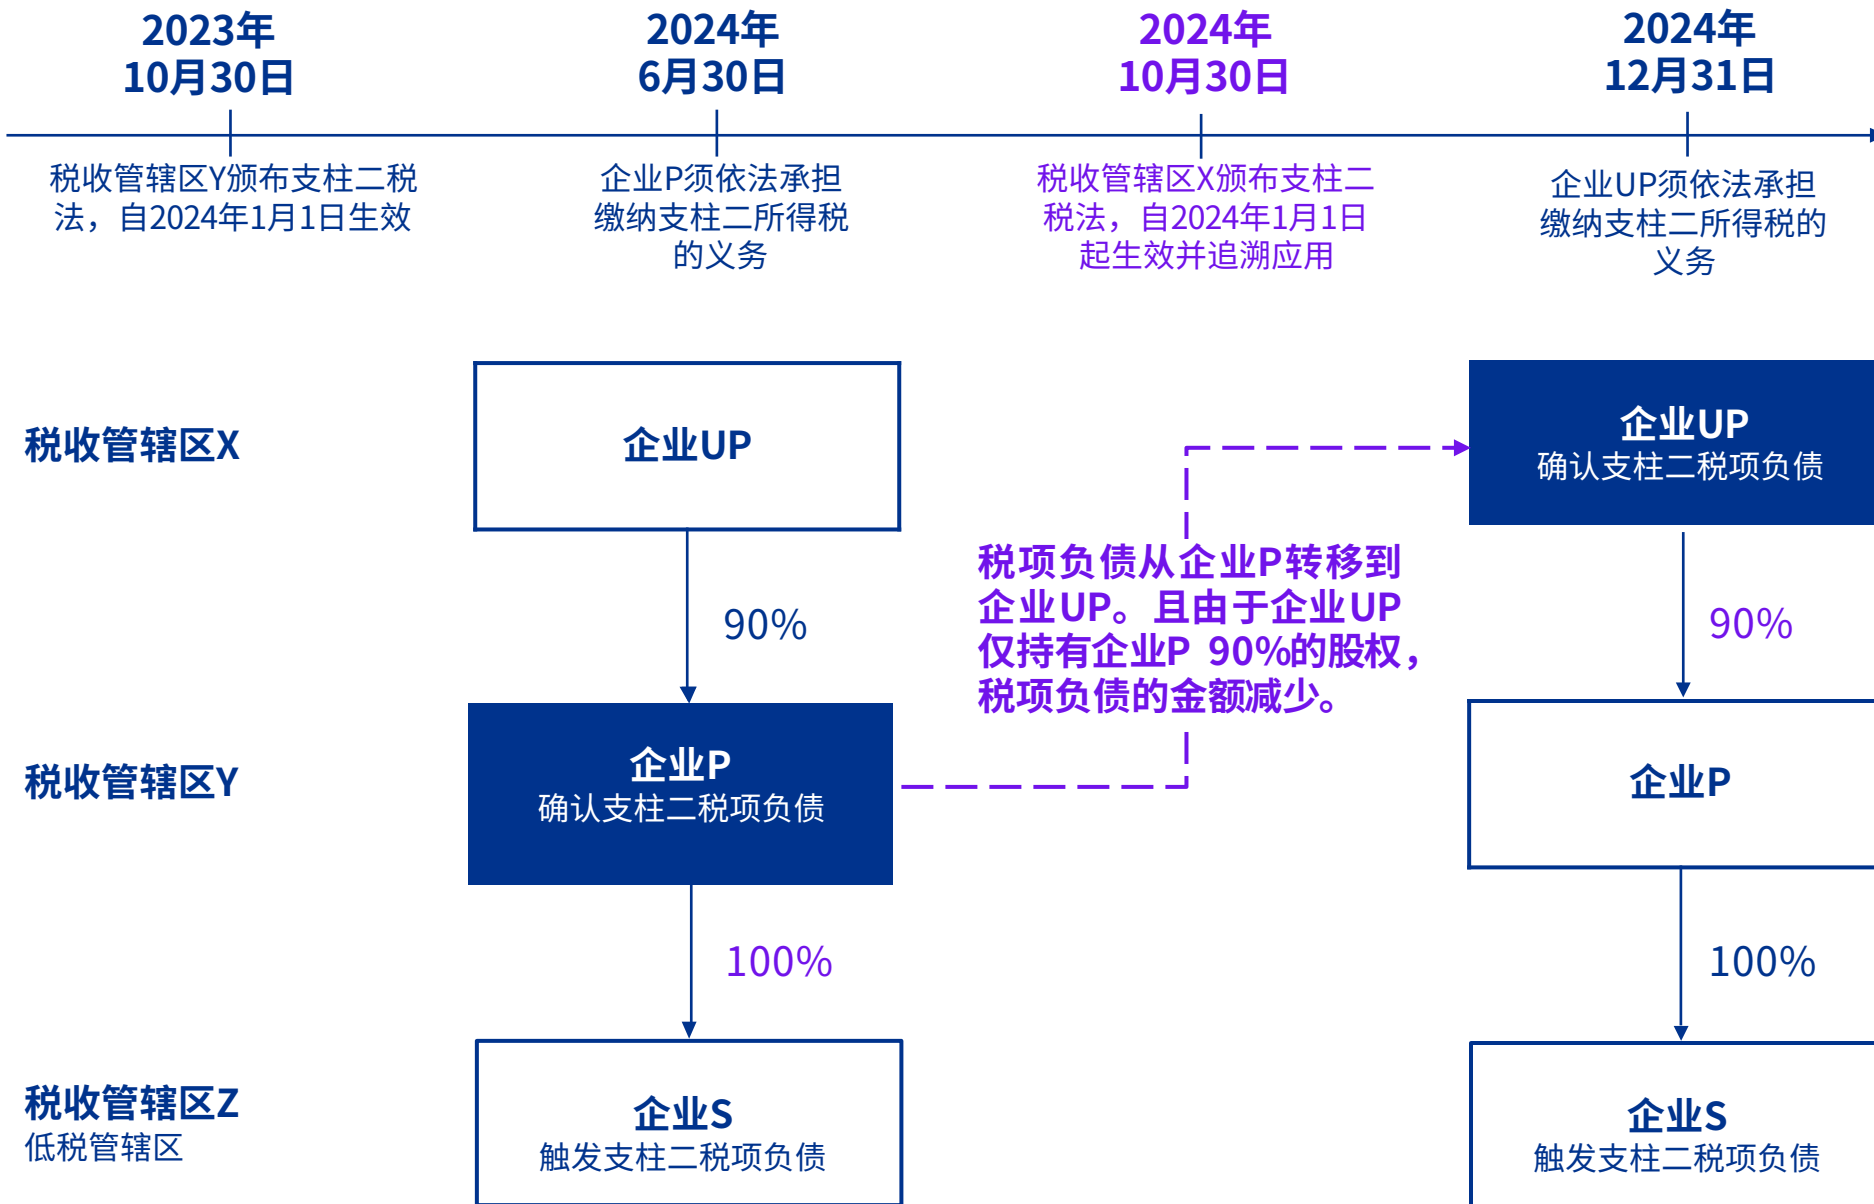 2023年
10月30日
2024年
6月30日
2024年
10月30日
2024年
12月31日
税收管辖区Y颁布支柱二税
法，自2024年1月1日生效
企业P须依法承担
缴纳支柱二所得税
的义务
税收管辖区X颁布支柱二
税法，自2024年1月1日
起生效并追溯应用
企业UP须依法承担
缴纳支柱二所得税的
义务
税收管辖区X
企业UP
企业UP
确认支柱二税项负债
90%
税项负债从企业P转移到
企业UP。且由于企业UP
仅持有企业P 90%的股权，
税项负债的金额减少。
90%
税收管辖区Y
企业P
确认支柱二税项负债
企业P
100%
100%
税收管辖区Z
低税管辖区
企业S
触发支柱二税项负债
企业S
触发支柱二税项负债